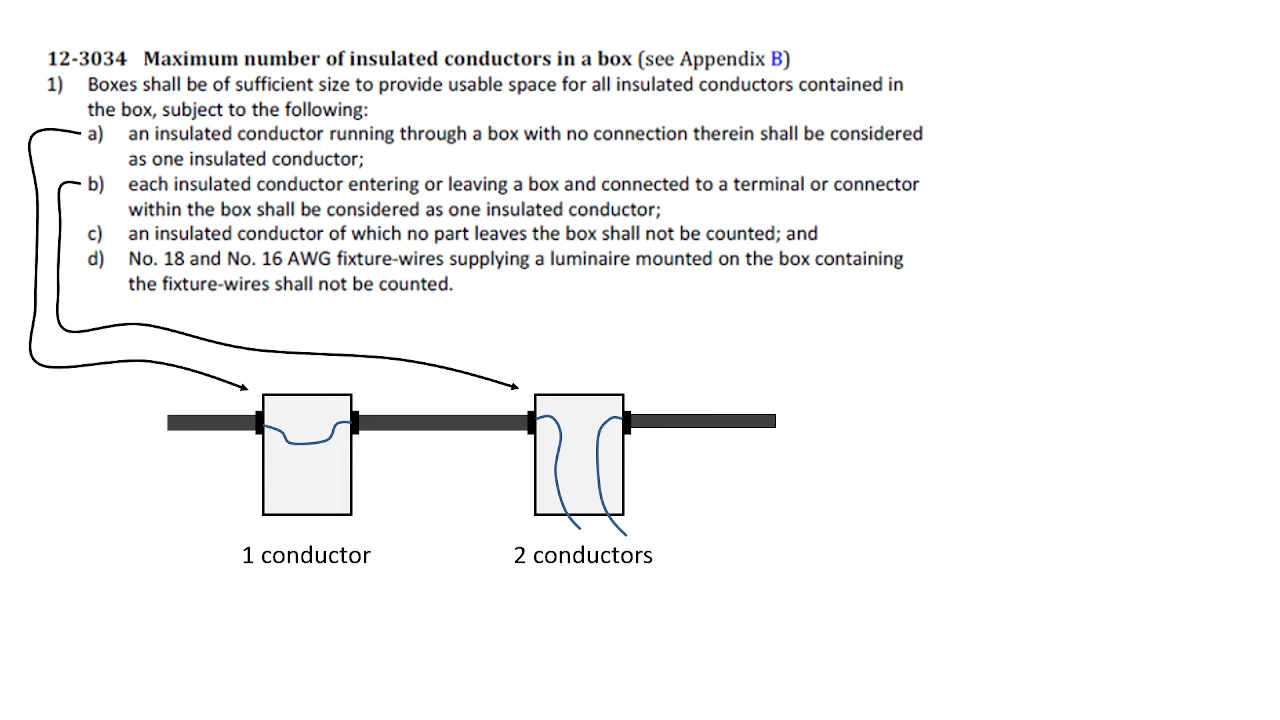 12-3034 Maximum number of insulated conductors in a box (see Appendix B)
1) Boxes shall be of sufficient size to provide usable space for all insulated conductors contained in
the box, subject to the following:
a) an insulated conductor running through a box with no connection therein shall be considered
as one insulated conductor;
b) each insulated conductor entering or leaving a box and connected to a terminal or connector
within the box shall be considered as one insulated conductor;
c) an insulated conductor of which no part leaves the box shall not be counted; and
d) No. 18 and No. 16 AWG fixture-wires supplying a luminaire mounted on the box containing
the fixture-wires shall not be counted.
1 conductor
2 conductors